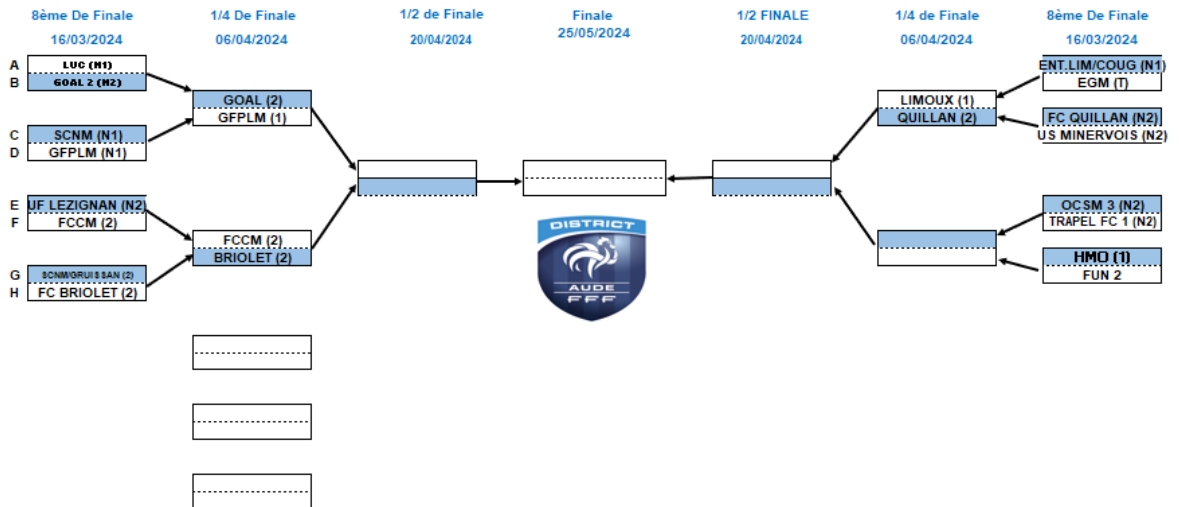 8ème De Finale
16/03/2024
1/4 De Finale
06/04/2024
1/2 de Finale
20/04/2024
Finale
25/05/2024
1/2 FINALE
20/04/2024
1/4 de Finale
06/04/2024
8ème De Finale
16/03/2024
A
LUC (N1)
B
GOAL 2 (N2)
C
SCNM (N1)
D
GFPLM (N1)
E
UF LEZIGNAN (N2)
F
FCCM (2)
G
SCNM/GRUISSAN (2)
H
FC BRIOLET (2)
GOAL (2)
GFPLM (1)
FCCM (2)
BRIOLET (2)
DISTRICT
AUDE
FFF
LIMOUX (1)
QUILLAN (2)
ENT.LIM/COUG (N1)
EGM (T)
FC QUILLAN (N2)
US MINERVOIS (N2)
OCSM 3 (N2)
TRAPEL FC 1 (N2)
HMO (1)
FUN 2